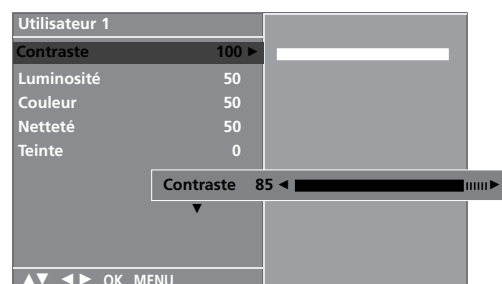 Utilisateur 1
Contraste 100 ►
Luminosité 50
Couleur 50
Netteté 50
Teinte 0
Contraste 85 ◄ ►
▼
▲▼ ◄► OK MENU